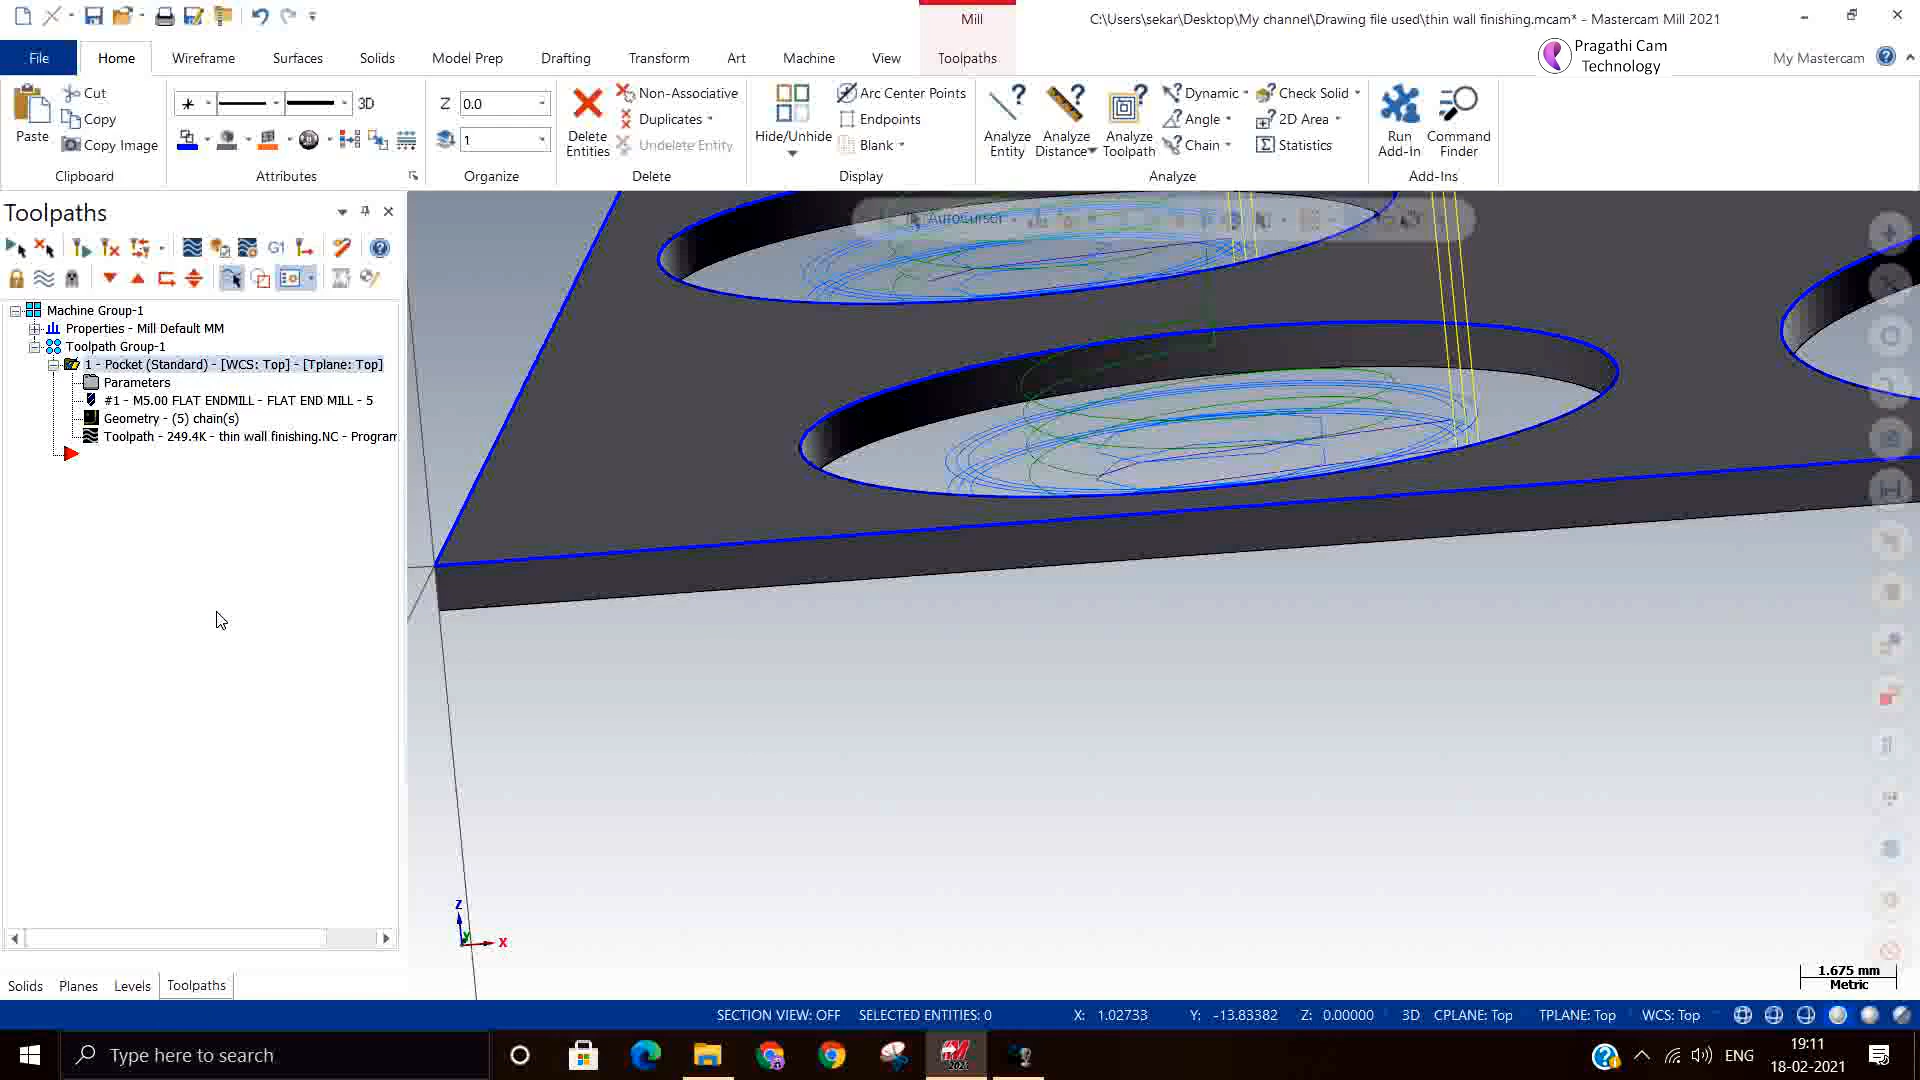 Mill
C:\Users\sekar\Desktop\My channel\Drawing file used\thin wall finishing.mcam* - Mastercam Mill 2021
File
Home
Wireframe
Surfaces
Solids
Model Prep
Drafting
Transform
Art
Machine
View
Toolpaths
Pragathi Cam
Technology
My Mastercam
Paste
Cut
Copy
Copy Image
Clipboard
3D
Attributes
Z 0.0
1
Organize
Delete
Entities
Non-Associative
Duplicates
Undelete Entity
Delete
Hide/Unhide
Arc Center Points
Endpoints
Blank
Display
Analyze
Entity
Analyze
Distance
Analyze
Toolpath
Dynamic
Angle
Chain
Check Solid
2D Area
Statistics
Analyze
Run
Add-In
Command
Finder
Add-Ins
Toolpaths
G1
AutoCursor
Machine Group-1
Properties - Mill Default MM
Toolpath Group-1
1 - Pocket (Standard) - [WCS: Top] - [Tplane: Top]
Parameters
#1 - M5.00 FLAT ENDMILL - FLAT END MILL - 5
Geometry - (5) chain(s)
Toolpath - 249.4K - thin wall finishing.NC - Program
Z
Y
X
1.675 mm
Metric
Solids
Planes
Levels
Toolpaths
SECTION VIEW: OFF
SELECTED ENTITIES: 0
X: 1.02733
Y: -13.83382
Z: 0.00000
3D
CPLANE: Top
TPLANE: Top
WCS: Top
Type here to search
2021
ENG
19:11
18-02-2021